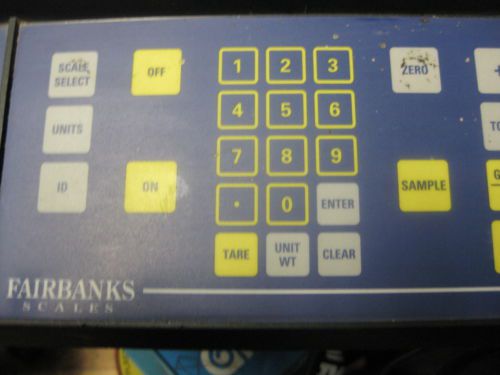 SCALE
SELECT
OFF
1 2 3
ZERO
UNITS
4 5 6
ID
ON
7 8 9
SAMPLE
. 0
ENTER
TARE
UNIT
WT
CLEAR
FAIRBANKS
SCALES